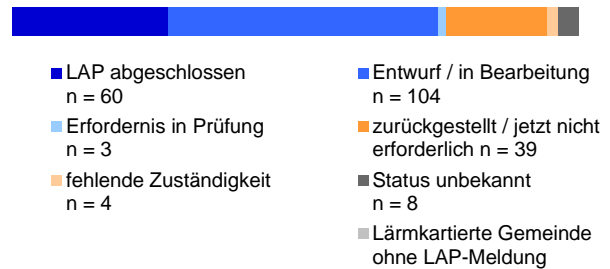 LAP abgeschlossen
n = 60
Entwurf / in Bearbeitung
n = 104
Erfordernis in Prüfung
n = 3
zurückgestellt / jetzt nicht
erforderlich n = 39
fehlende Zuständigkeit
n = 4
Status unbekannt
n = 8
Lärmkartierte Gemeinde
ohne LAP-Meldung